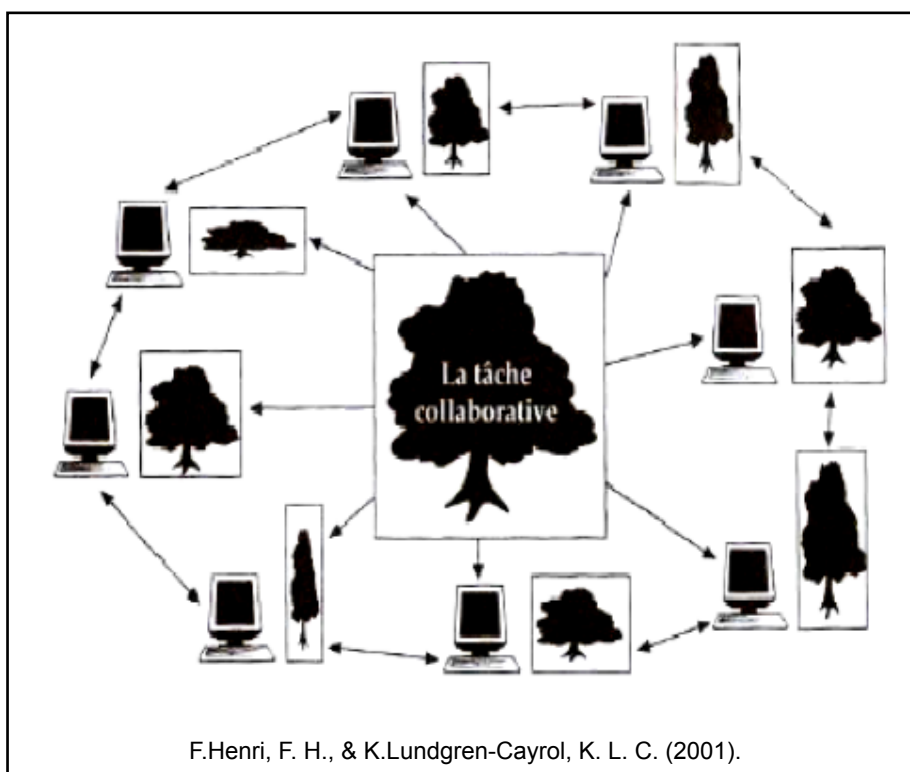 La tâche
collaborative
F.Henri, F. H., & K.Lundgren-Cayrol, K. L. C. (2001).